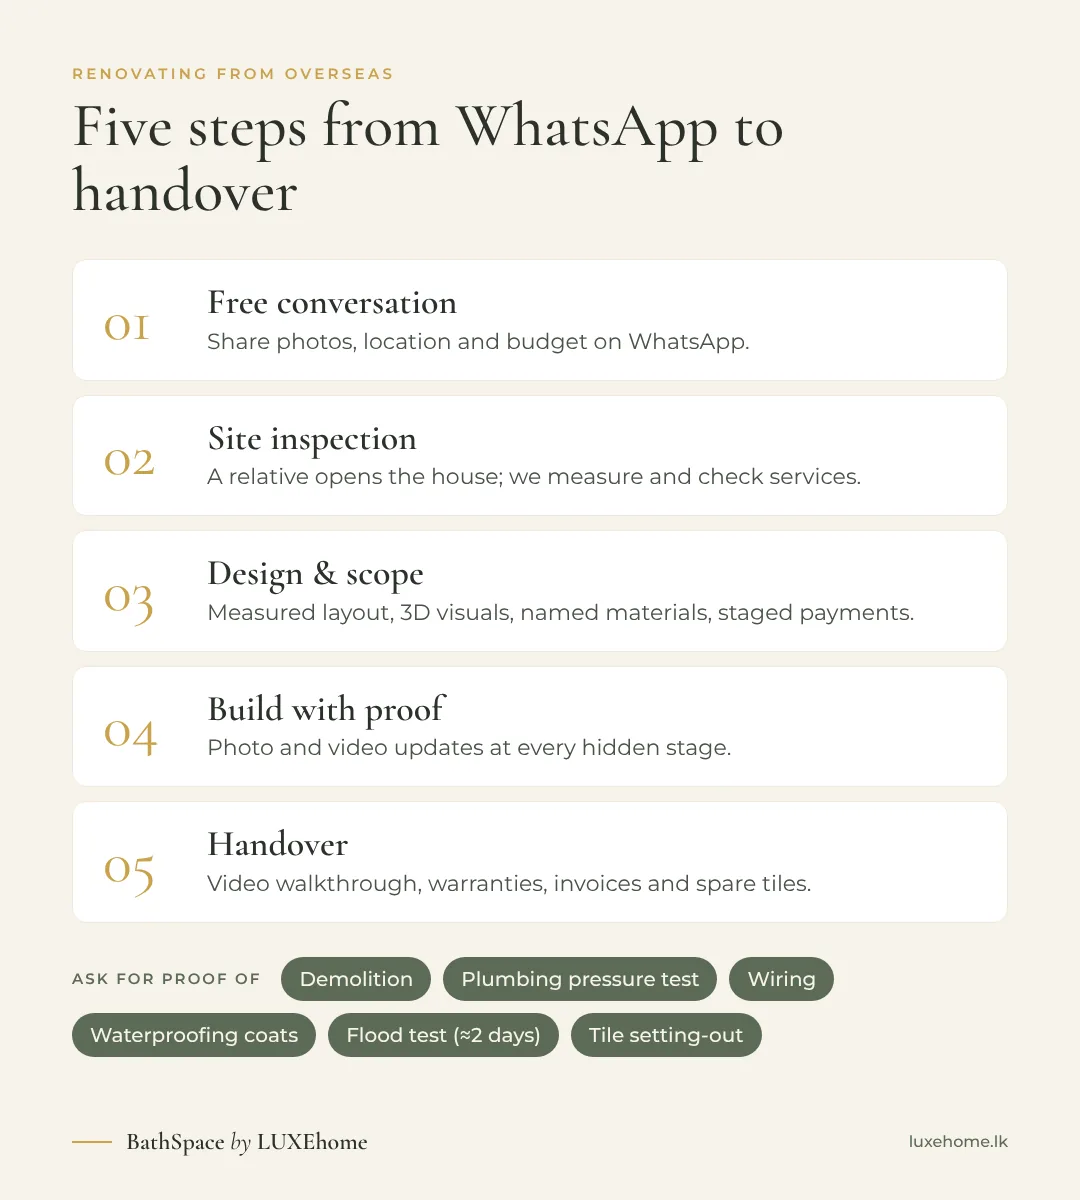 RENOVATING FROM OVERSEAS
Five steps from WhatsApp to
handover
01
Free conversation
Share photos, location and budget on WhatsApp.
02
Site inspection
A relative opens the house; we measure and check services.
03
Design & scope
Measured layout, 3D visuals, named materials, staged payments.
04
Build with proof
Photo and video updates at every hidden stage.
05
Handover
Video walkthrough, warranties, invoices and spare tiles.
ASK FOR PROOF OF Demolition Plumbing pressure test Wiring
Waterproofing coats Flood test (≈2 days) Tile setting-out
BathSpace by LUXEhome luxehome.lk